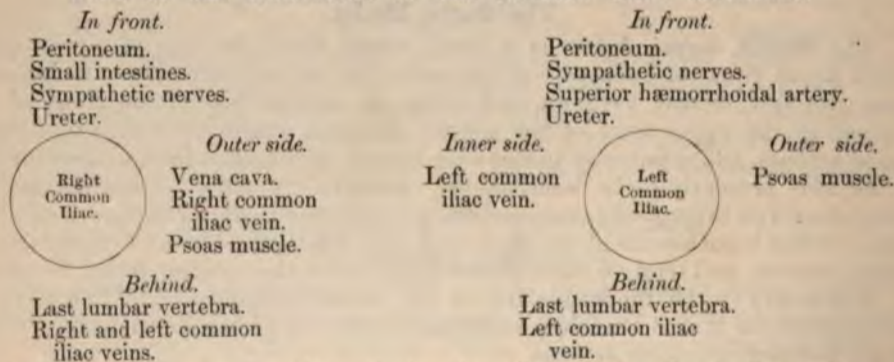 In front.
Peritoneum.
Small intestines.
Sympathetic nerves.
Ureter.
Right
Common
Iliac.
Outer side.
Vena cava.
Right common
iliac vein.
Psoas muscle.
Behind.
Last lumbar vertebra.
Right and left common
iliac veins.
In front.
Peritoneum.
Sympathetic nerves.
Superior hæmorrhoidal artery.
Ureter.
Inner side.
Left common
iliac vein.
Left
Common
Iliac.
Outer side.
Psoas muscle.
Behind.
Last lumbar vertebra.
Left common iliac
vein.